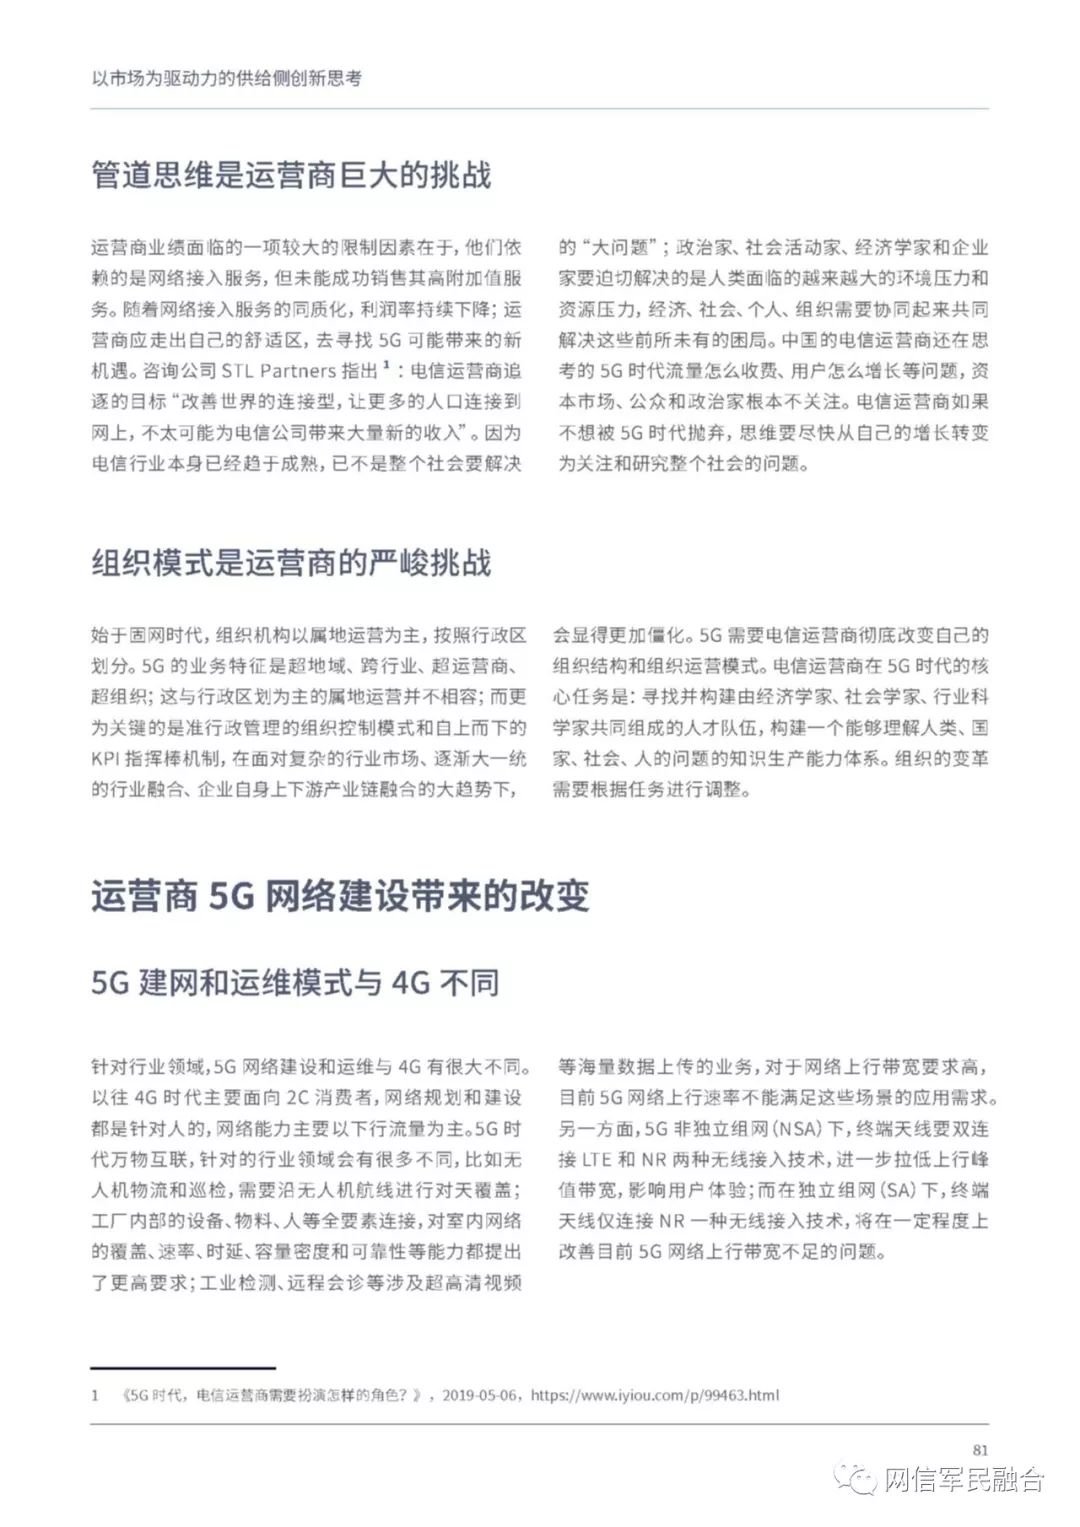 以市场为驱动力的供给侧创新思考
管道思维是运营商巨大的挑战
运营商业绩面临的一项较大的限制因素在于，他们依
赖的是网络接入服务，但未能成功销售其高附加值服
务。随着网络接入服务的同质化，利润率持续下降；运
营商应走出自己的舒适区，去寻找 5G 可能带来的新
机遇。咨询公司 STL Partners 指出 1：电信运营商追
逐的目标“改善世界的连接型，让更多的人口连接到
网上，不太可能为电信公司带来大量新的收入”。因为
电信行业本身已经趋于成熟，已不是整个社会要解决
的“大问题”；政治家、社会活动家、经济学家和企业
家要迫切解决的是人类面临的越来越大的环境压力和
资源压力，经济、社会、个人、组织需要协同起来共同
解决这些前所未有的困局。中国的电信运营商还在思
考的 5G 时代流量怎么收费、用户怎么增长等问题，资
本市场、公众和政治家根本不关注。电信运营商如果
不想被 5G 时代抛弃，思维要尽快从自己的增长转变
为关注和研究整个社会的问题。
组织模式是运营商的严峻挑战
始于固网时代，组织机构以属地运营为主，按照行政区
划分。5G 的业务特征是超地域、跨行业、超运营商、
超组织；这与行政区划为主的属地运营并不相容；而更
为关键的是准行政管理的组织控制模式和自上而下的
KPI 指挥棒机制，在面对复杂的行业市场、逐渐大一统
的行业融合、企业自身上下游产业链融合的大趋势下，
会显得更加僵化。5G 需要电信运营商彻底改变自己的
组织结构和组织运营模式。电信运营商在 5G 时代的核
心任务是：寻找并构建由经济学家、社会学家、行业科
学家共同组成的人才队伍，构建一个能够理解人类、国
家、社会、人的问题的知识生产能力体系。组织的变革
需要根据任务进行调整。
运营商 5G 网络建设带来的改变
5G 建网和运维模式与 4G 不同
针对行业领域，5G 网络建设和运维与 4G 有很大不同。
以往 4G 时代主要面向 2C 消费者，网络规划和建设
都是针对人的，网络能力主要以下行流量为主。5G 时
代万物互联，针对的行业领域会有很多不同，比如无
人机物流和巡检，需要沿无人机航线进行对天覆盖；
工厂内部的设备、物料、人等全要素连接，对室内网络
的覆盖、速率、时延、容量密度和可靠性等能力都提出
了更高要求；工业检测、远程会诊等涉及超高清视频
等海量数据上传的业务，对于网络上行带宽要求高，
目前 5G 网络上行速率不能满足这些场景的应用需求。
另一方面，5G 非独立组网（NSA）下，终端天线要双连
接 LTE 和 NR 两种无线接入技术，进一步拉低上行峰
值带宽，影响用户体验；而在独立组网（SA）下，终端
天线仅连接 NR 一种无线接入技术，将在一定程度上
改善目前 5G 网络上行带宽不足的问题。
1 《5G 时代，电信运营商需要扮演怎样的角色？》，2019-05-06，https://www.iyiou.com/p/99463.html
81
网信军民融合